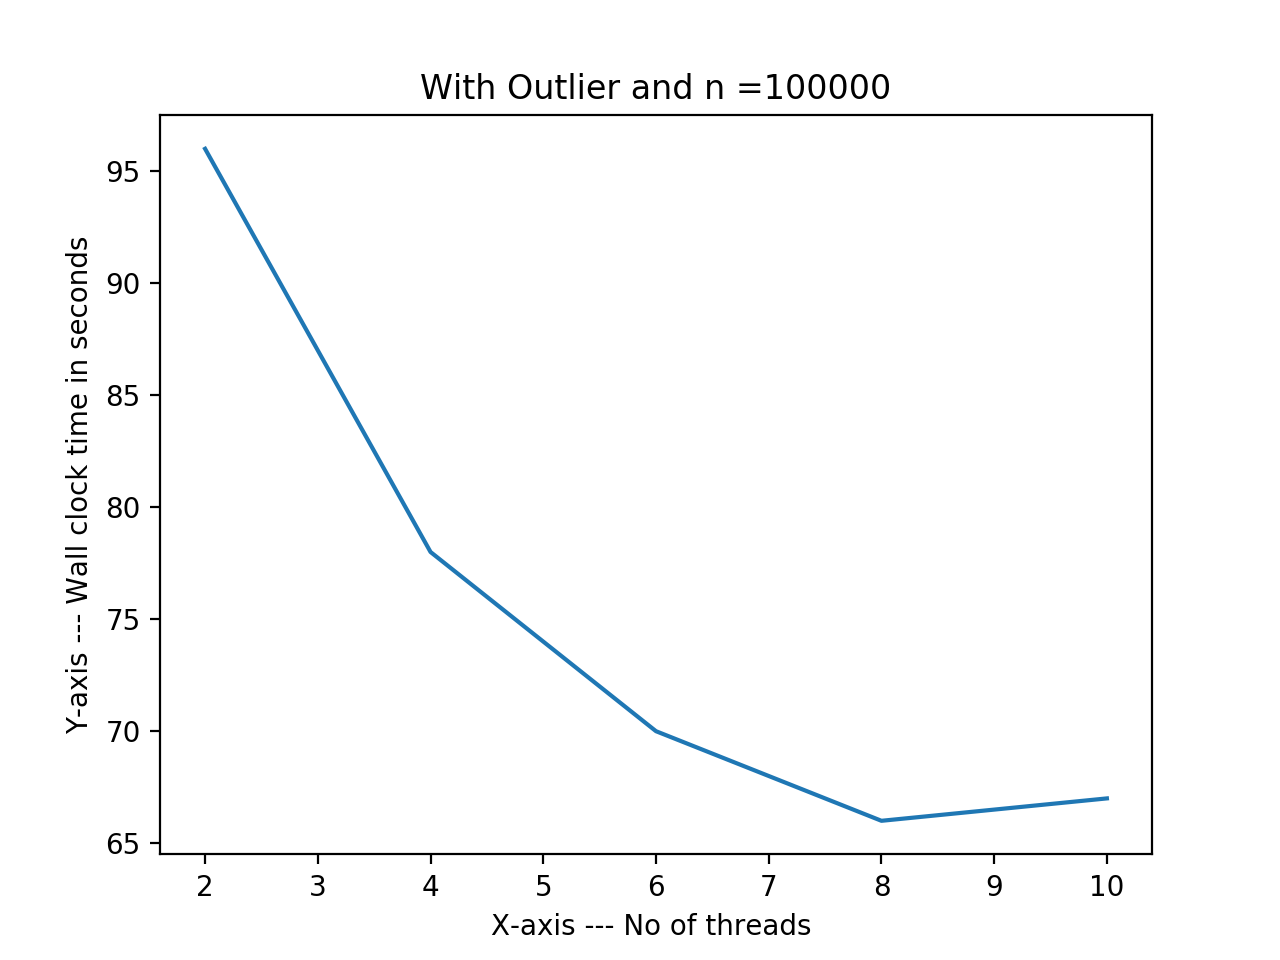 With Outlier and n =100000
Y-axis --- Wall clock time in seconds
95
90
85
80
75
70
65
2 3 4 5 6 7 8 9 10
X-axis --- No of threads